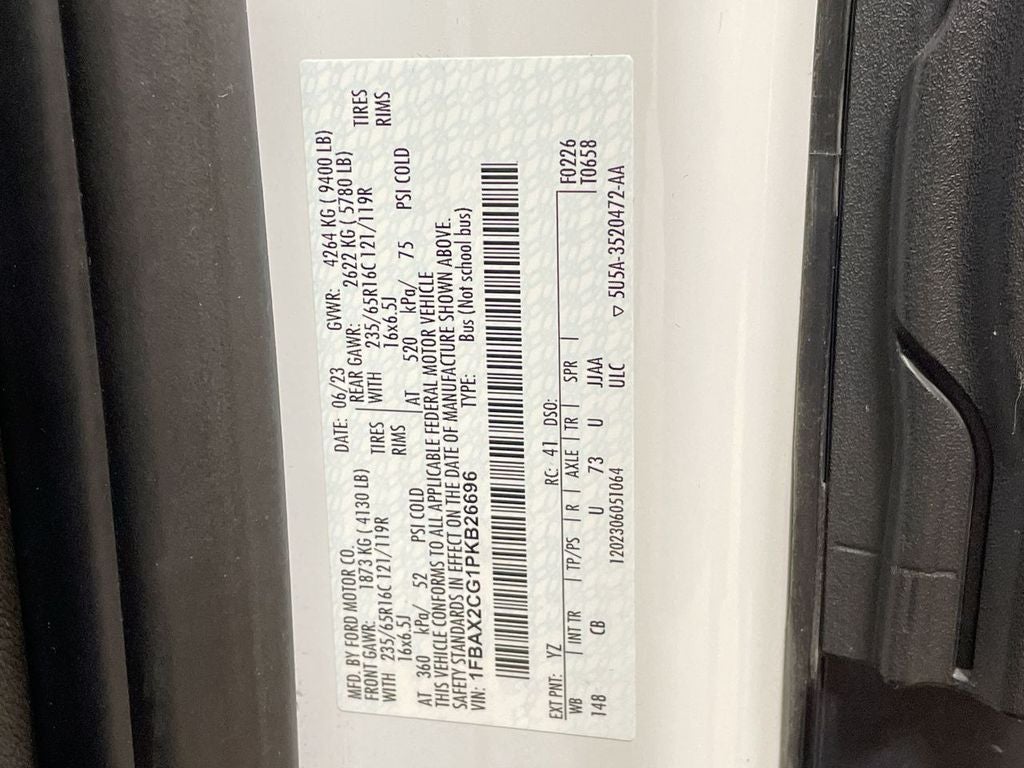 MFD. BY FORD MOTOR CO. DATE: 06/23 GVWR: 4264 KG ( 9400 LB)
FRONT GAWR: 1873 KG ( 4130 LB) REAR GAWR: 2622 KG ( 5780 LB)
WITH 235/65R16C 121/119R TIRES WITH 235/65R16C 121/119R TIRES
16x6.5J RIMS 16x6.5J RIMS
AT 360 kPa/ 52 PSI COLD AT 520 kPa/ 75 PSI COLD
THIS VEHICLE CONFORMS TO ALL APPLICABLE FEDERAL MOTOR VEHICLE
SAFETY STANDARDS IN EFFECT ON THE DATE OF MANUFACTURE SHOWN ABOVE.
VIN: 1FBAX2CG1PKB26696 TYPE: Bus (Not school bus)
EXT PNT: YZ RC: 41 DSO: F0226
WB INT TR TP/PS R AXLE TR SPR T0658
148 CB U 73 U JJAA
1202306051064 ULC ▽ 5U5A-3520472-AA